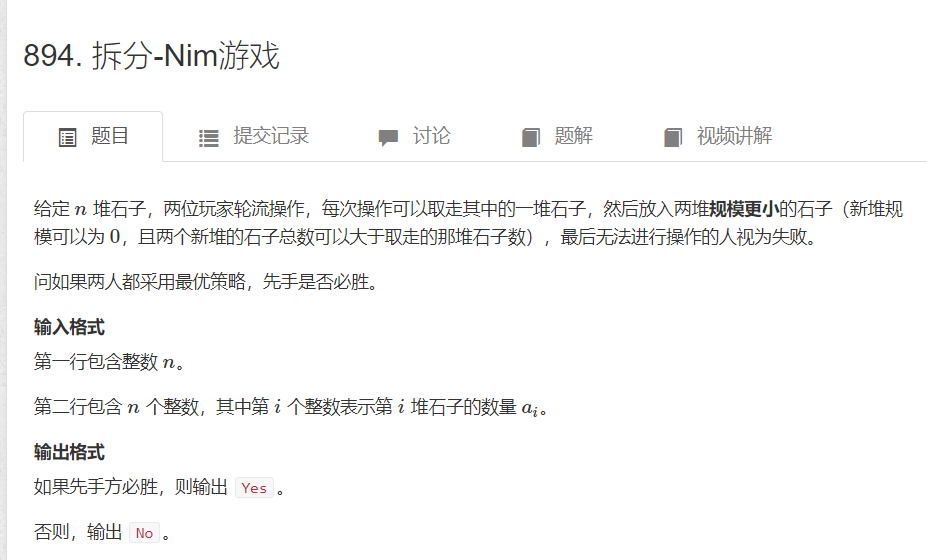 894. 拆分-Nim游戏
题目 提交记录 讨论 题解 视频讲解
给定 n 堆石子，两位玩家轮流操作，每次操作可以取走其中的一堆石子，然后放入两堆规模更小的石子（新堆规
模可以为 0，且两个新堆的石子总数可以大于取走的那堆石子数），最后无法进行操作的人视为失败。
问如果两人都采用最优策略，先手是否必胜。
输入格式
第一行包含整数 n。
第二行包含 n 个整数，其中第 i 个整数表示第 i 堆石子的数量 aᵢ。
输出格式
如果先手方必胜，则输出 Yes 。
否则，输出 No 。